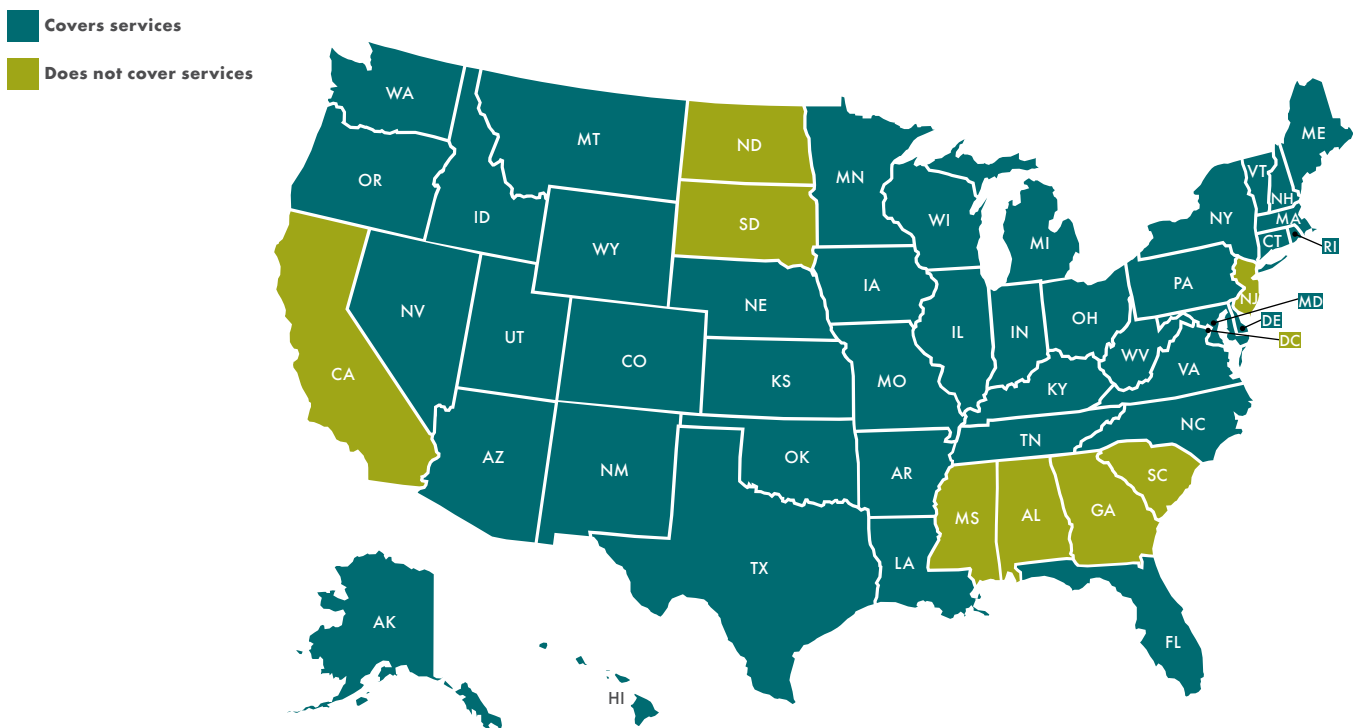 Covers services
Does not cover services
WA
MT
ND
MN
ME
OR
ID
SD
WI
VT
NH
NY
MA
WY
MI
CT
RI
NV
NE
IA
PA
NJ
MD
UT
CO
IL
IN
OH
DE
DC
WV
CA
KS
MO
KY
VA
AZ
NM
OK
AR
TN
NC
MS
AL
GA
SC
TX
LA
AK
FL
HI